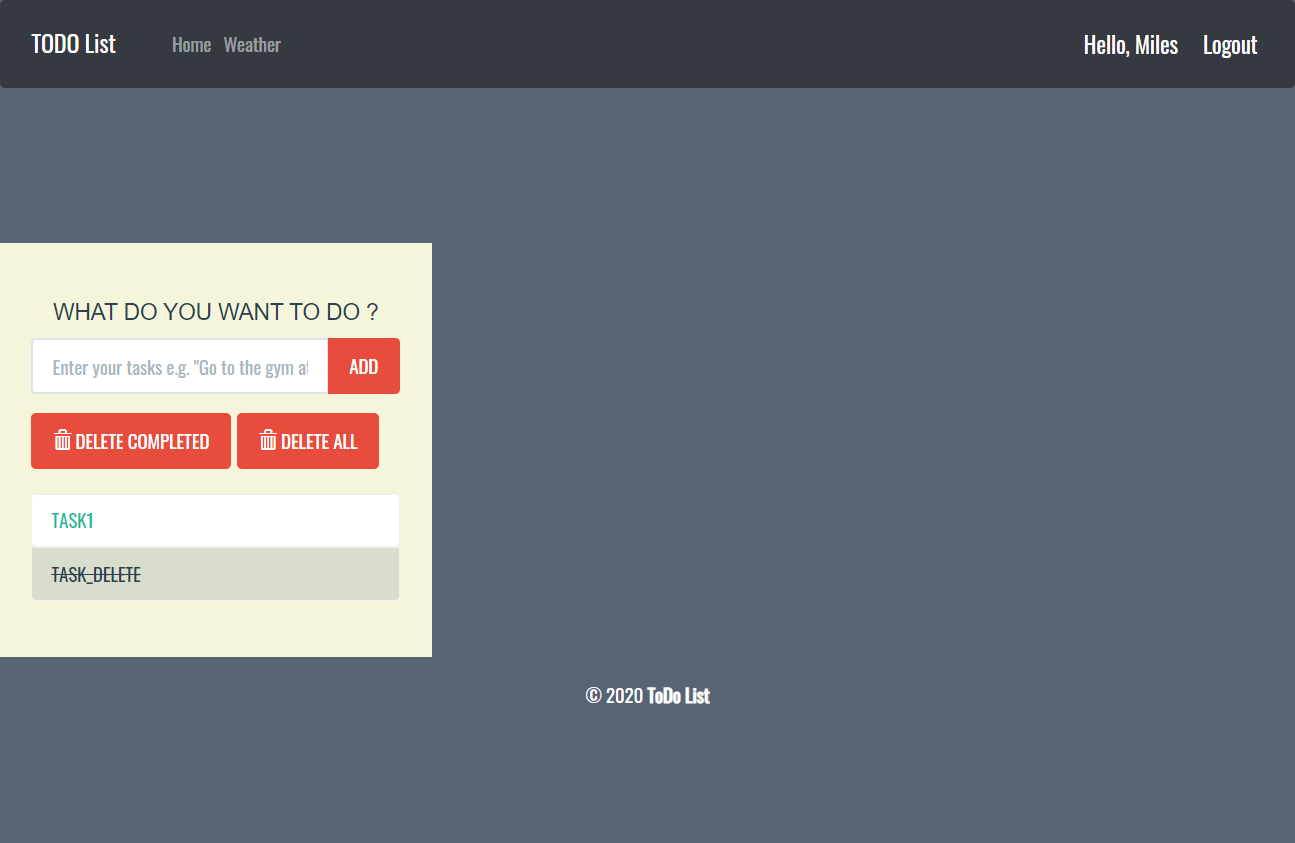 TODO List Home Weather Hello, Miles Logout
WHAT DO YOU WANT TO DO ?
Enter your tasks e.g. "Go to the gym at ADD
DELETE COMPLETED DELETE ALL
TASK1
TASK_DELETE
© 2020 ToDo List